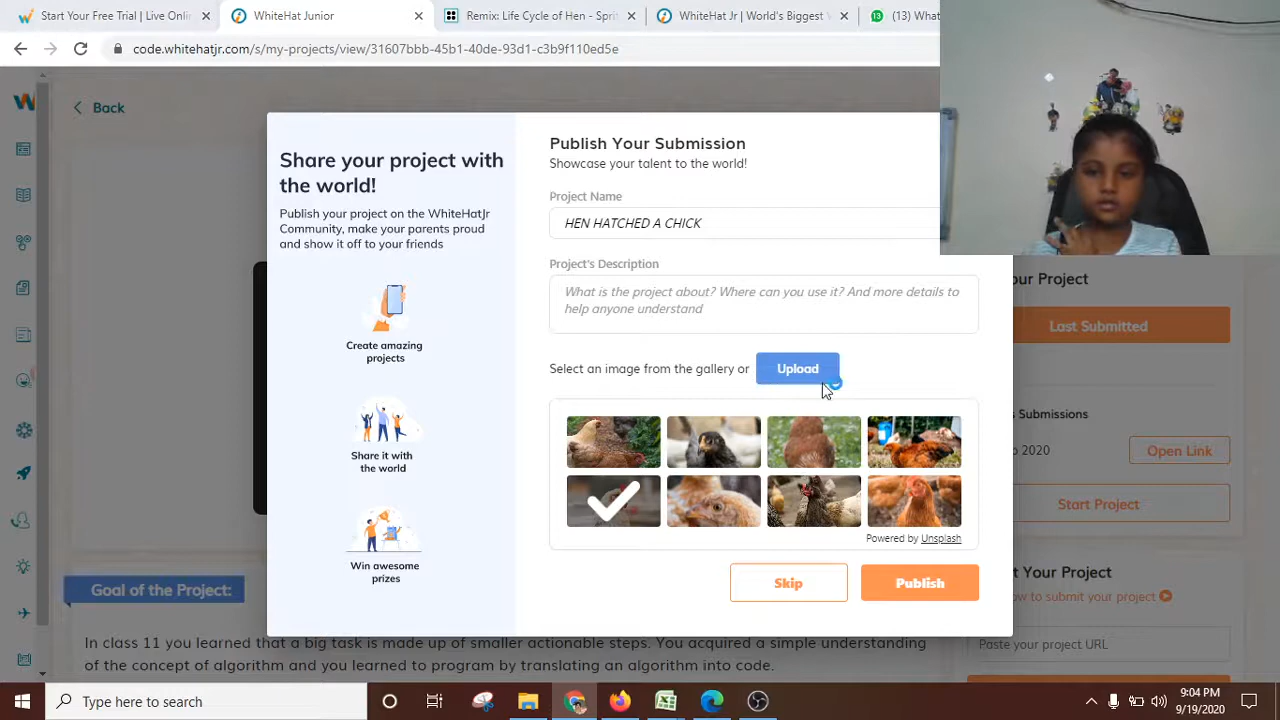 Start Your Free Trial | Live Onlin
WhiteHat Junior
Remix: Life Cycle of Hen - Sprit
WhiteHat Jr | World's Biggest V
(13) What
code.whitehatjr.com/s/my-projects/view/31607bbb-45b1-40de-93d1-c3b9f110ed5e
Back
Share your project with
the world!
Publish your project on the WhiteHatJr
Community, make your parents proud
and show it off to your friends
Create amazing
projects
Share it with
the world
Win awesome
prizes
Publish Your Submission
Showcase your talent to the world!
Project Name
HEN HATCHED A CHICK
Project's Description
What is the project about? Where can you use it? And more details to
help anyone understand
Select an image from the gallery or
Upload
Powered by Unsplash
Skip
Publish
our Project
Last Submitted
s Submissions
2020
Open Link
Start Project
t Your Project
ow to submit your project
Paste your project URL
Goal of the Project:
In class 11 you learned that a big task is made up of smaller actionable steps. You acquired a simple understanding
of the concept of algorithm and you learned to program by translating an algorithm into code.
Type here to search
9:04 PM
9/19/2020